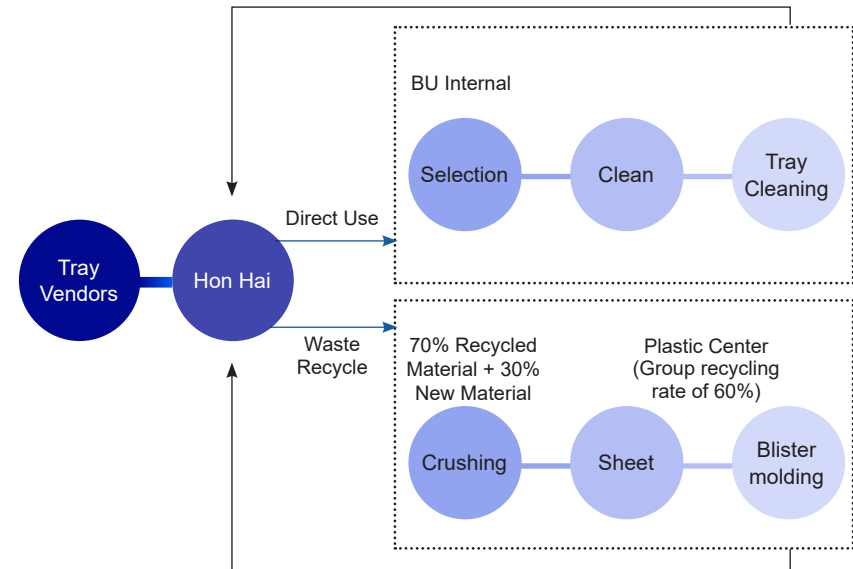 BU Internal
Selection
Clean
Tray
Cleaning
Direct Use
Tray
Vendors
Hon Hai
Waste
Recycle
70% Recycled
Material + 30%
New Material
Plastic Center
(Group recycling
rate of 60%)
Crushing
Sheet
Blister
molding